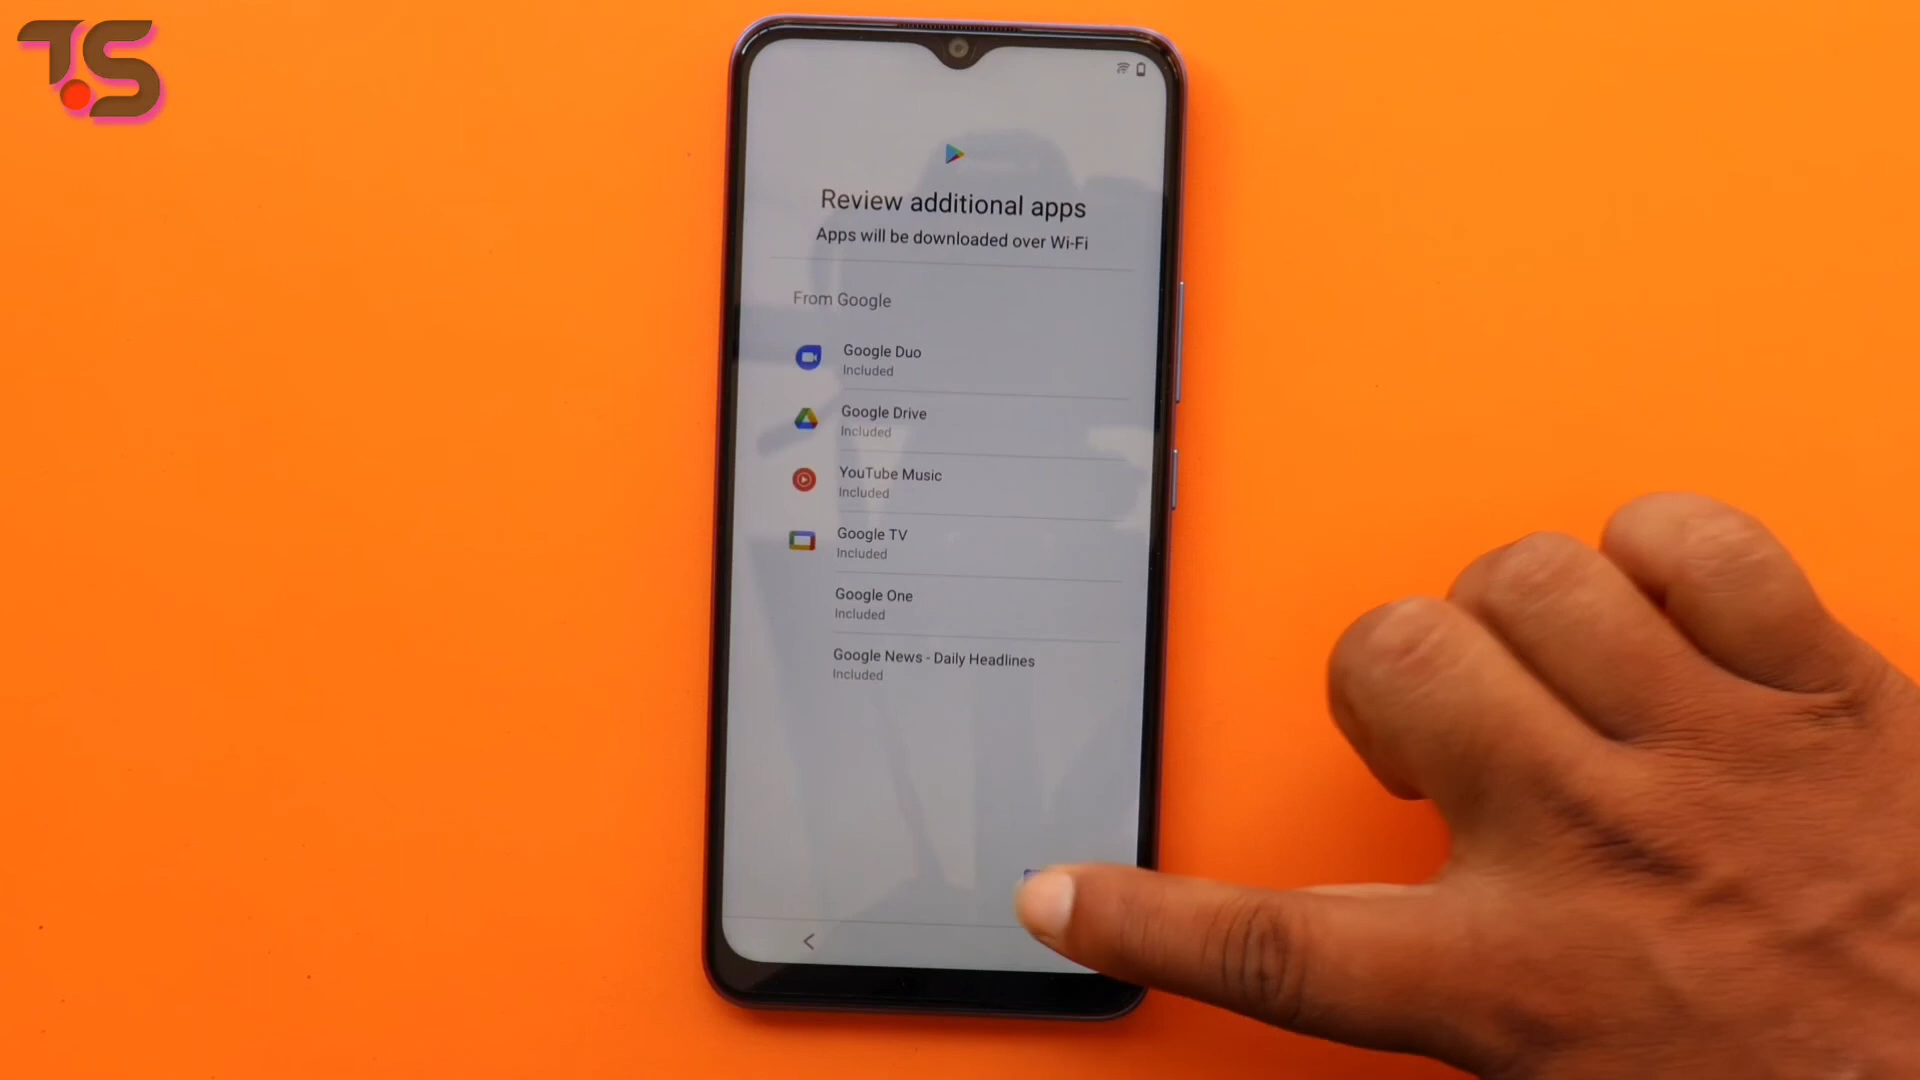 T.S
Review additional apps
Apps will be downloaded over Wi-Fi
From Google
Google Duo
Included
Google Drive
Included
YouTube Music
Included
Google TV
Included
Google One
Included
Google News - Daily Headlines
Included